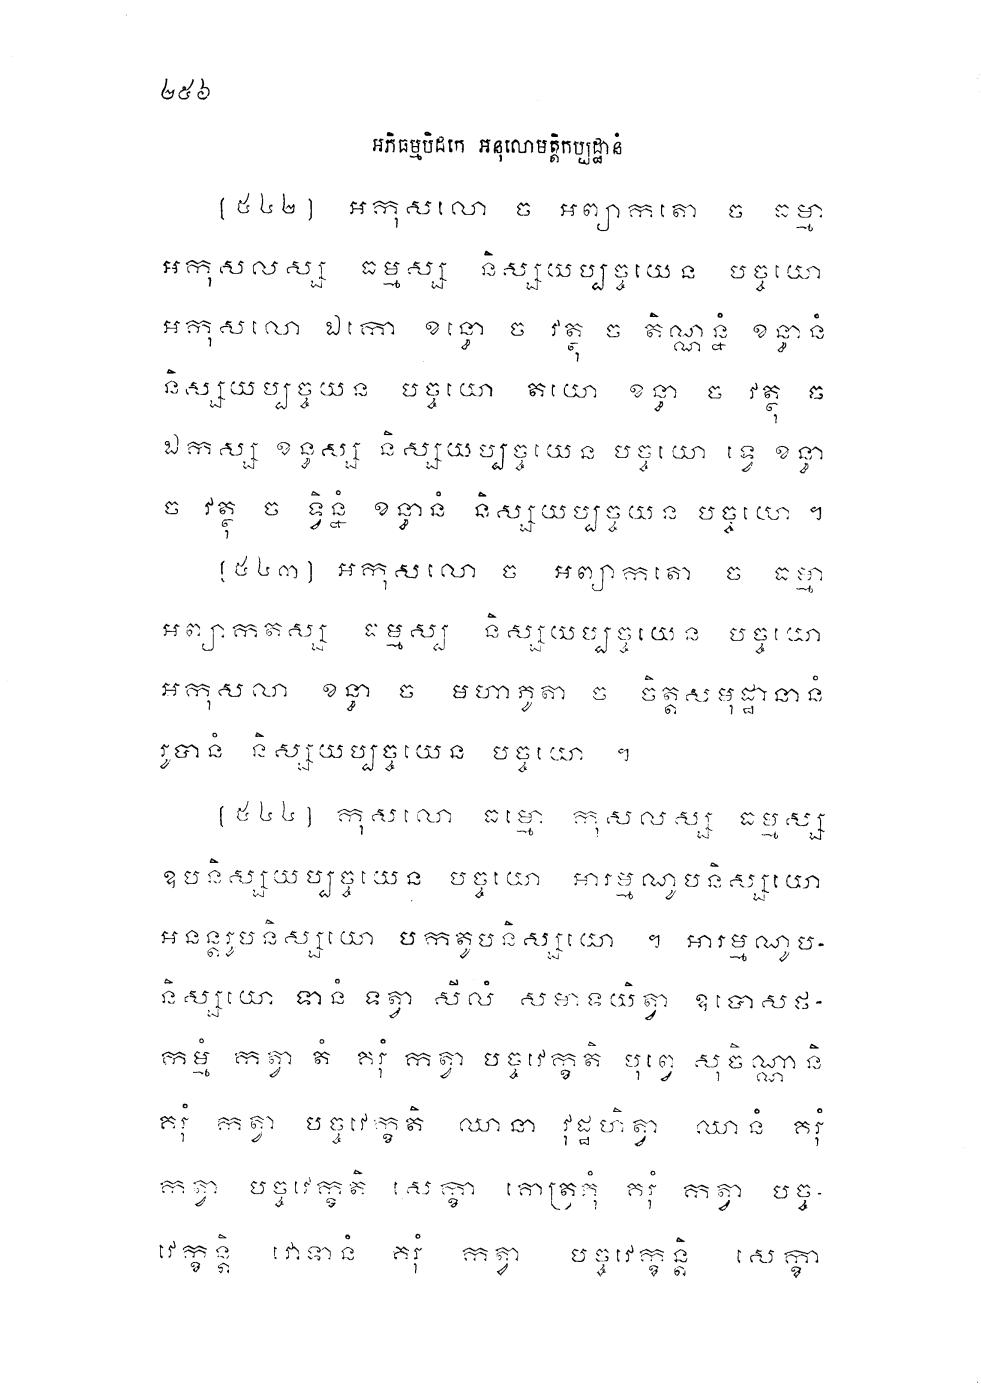 ២៥៦
អភិធម្មបិដកេ អនុលោមត្តិកប្បដ្ឋានំ
[៥៤២] អកុសលោ ច អព្យាកតោ ច ធម្មា
អកុសលស្ស ធម្មស្ស និស្សយប្បច្ចយេន បច្ចយោ
អកុសលោ ឯកោ ខន្ធោ ច វត្ថុ ច តិណ្ណន្នំ ខន្ធានំ
និស្សយប្បច្ចយេន បច្ចយោ តយោ ខន្ធា ច វត្ថុ ច
ឯកស្ស ខន្ធស្ស និស្សយប្បច្ចយេន បច្ចយោ ទ្វេ ខន្ធា
ច វត្ថុ ច ទ្វិន្នំ ខន្ធានំ និស្សយប្បច្ចយេន បច្ចយោ ។
[៥៤៣] អកុសលោ ច អព្យាកតោ ច ធម្មា
អព្យាកតស្ស ធម្មស្ស និស្សយប្បច្ចយេន បច្ចយោ
អកុសលា ខន្ធា ច មហាភូតា ច ចិត្តសមុដ្ឋានានំ
រូបានំ និស្សយប្បច្ចយេន បច្ចយោ ។
[៥៤៤] កុសលោ ធម្មោ កុសលស្ស ធម្មស្ស
ឧបនិស្សយប្បច្ចយេន បច្ចយោ អារម្មណូបនិស្សយោ
អនន្តរូបនិស្សយោ បកតូបនិស្សយោ ។ អារម្មណូប-
និស្សយោ ទានំ ទត្វា សីលំ សមាទយិត្វា ឧបោសថ-
កម្មំ កត្វា តំ គរុំ កត្វា បច្ចវេក្ខតិ បុព្វេ សុចិណ្ណានិ
គរុំ កត្វា បច្ចវេក្ខតិ ឈានា វុដ្ឋហិត្វា ឈានំ គរុំ
កត្វា បច្ចវេក្ខតិ សេក្ខា គោត្រភុំ គរុំ កត្វា បច្ច-
វេក្ខន្តិ វោទានំ គរុំ កត្វា បច្ចវេក្ខន្តិ សេក្ខា